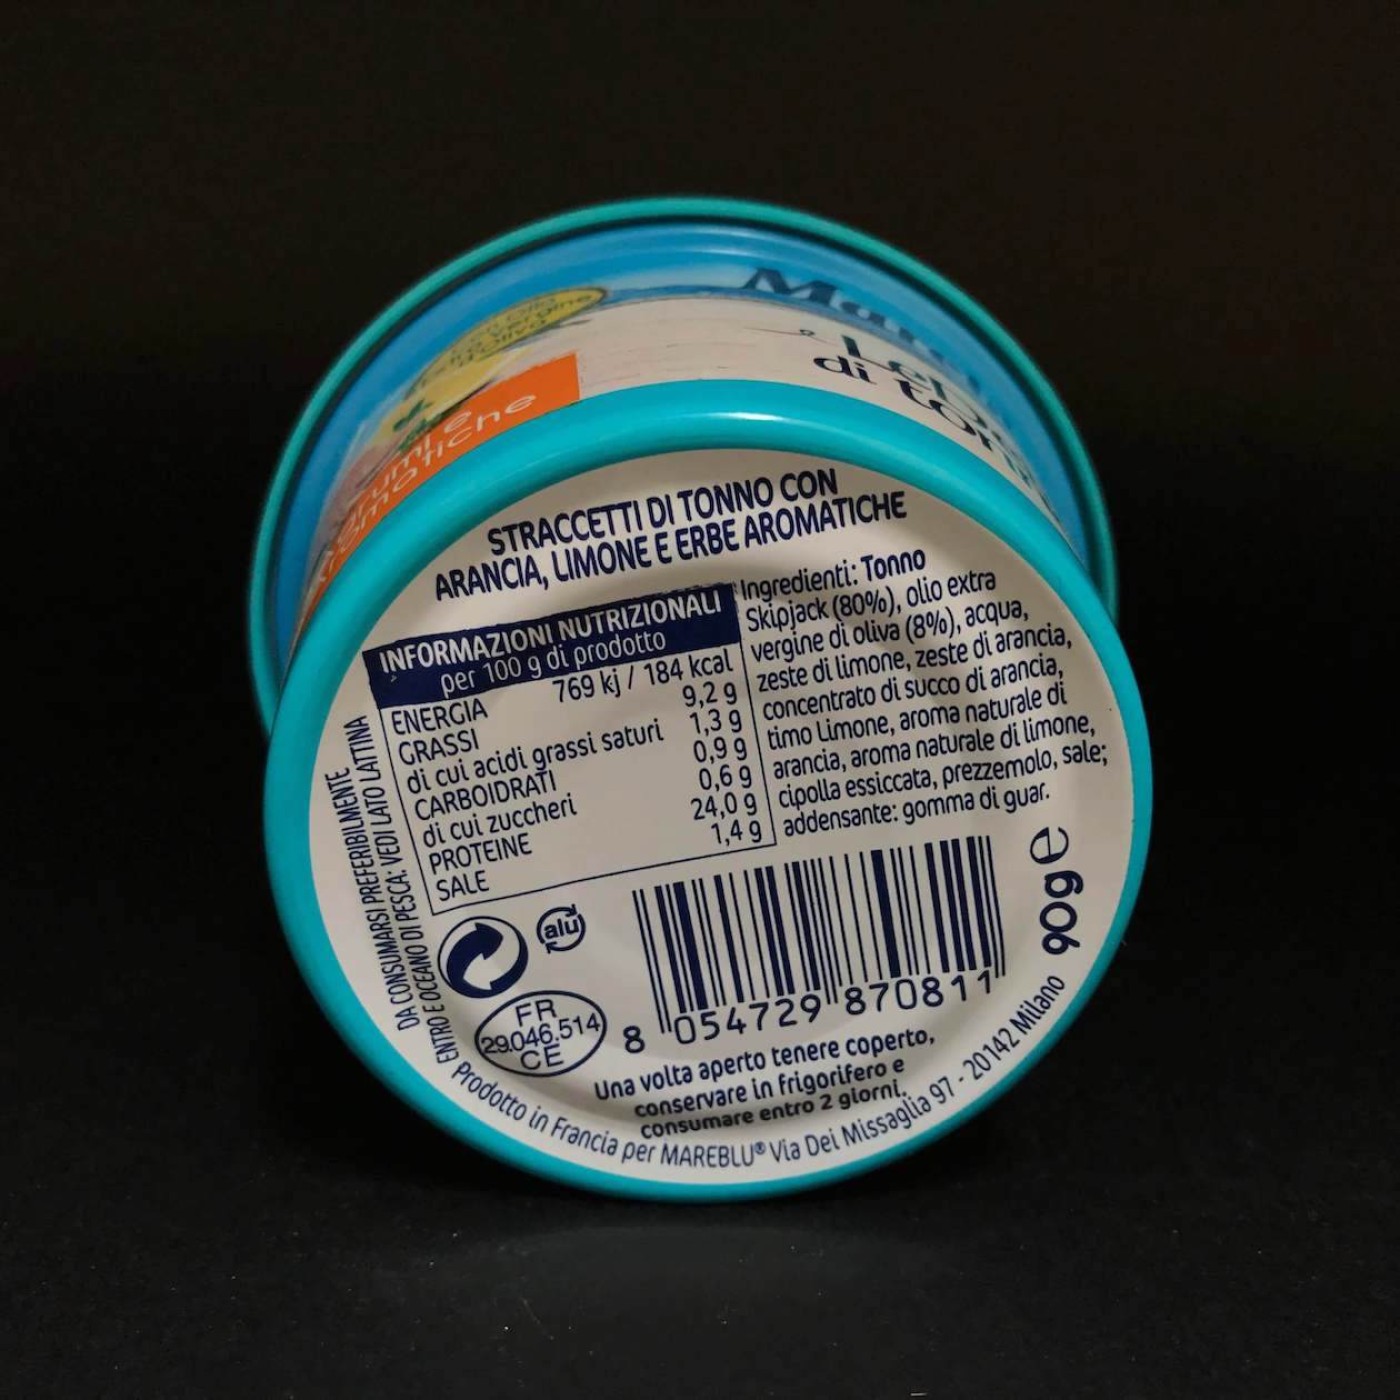 d'Oliva
di
STRACCETTI DI TONNO CON
ARANCIA, LIMONE E ERBE AROMATICHE
INFORMAZIONI NUTRIZIONALI
per 100 g di prodotto
ENERGIA 769 kj / 184 kcal
GRASSI 9,2 g
di cui acidi grassi saturi 1,3 g
CARBOIDRATI 0,9 g
di cui zuccheri 0,6 g
PROTEINE 24,0 g
SALE 1,4 g
Ingredienti: Tonno
Skipjack (80%), olio extra
vergine di oliva (8%), acqua,
zeste di limone, zeste di arancia,
concentrato di succo di arancia,
timo Limone, aroma naturale di
arancia, aroma naturale di limone,
cipolla essiccata, prezzemolo, sale;
addensante: gomma di guar.
DA CONSUMARSI PREFERIBILMENTE
ENTRO E OCEANO DI PESCA: VEDI LATO LATTINA
alu
FR
29.046.514
CE
8 054729 870811
90g e
Una volta aperto tenere coperto,
conservare in frigorifero e
consumare entro 2 giorni.
Prodotto in Francia per MAREBLU® Via Dei Missaglia 97 - 20142 Milano